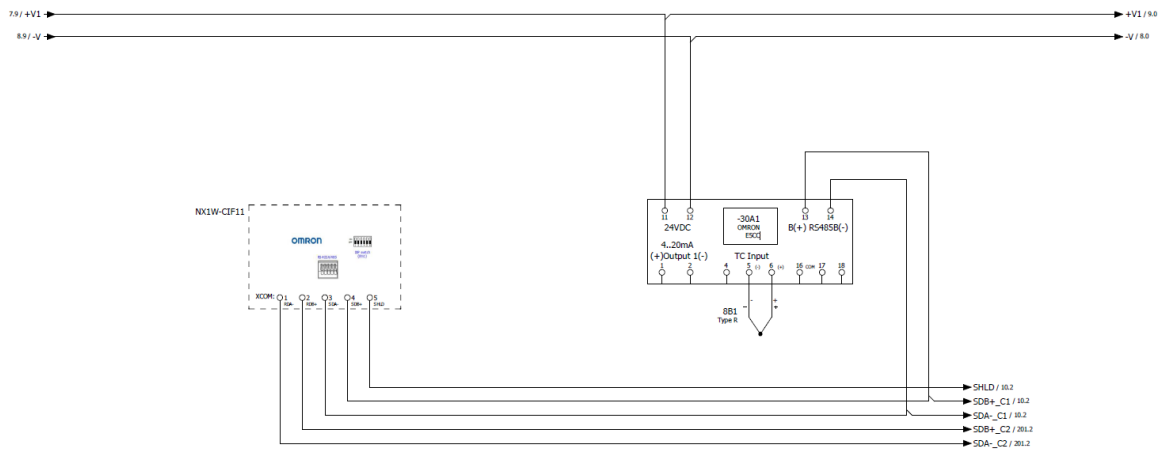 7.9 / +V1
+V1 / 9.0
8.9 / -V
-V / 8.0
NX1W-CIF11
OMRON
XCOM: 1 2 3 4 5
RDA- RDB+ SDA- SDB+ SHLD
11 12 13 14
24VDC
-30A1
OMRON
E5CC
B(+) RS485B(-)
4..20mA
(+)Output 1(-)
TC Input
1 2 4 5 (-) 6 (+) 16 COM 17 18
- +
- +
8B1
Type R
SHLD / 10.2
SDB+_C1 / 10.2
SDA-_C1 / 10.2
SDB+_C2 / 201.2
SDA-_C2 / 201.2